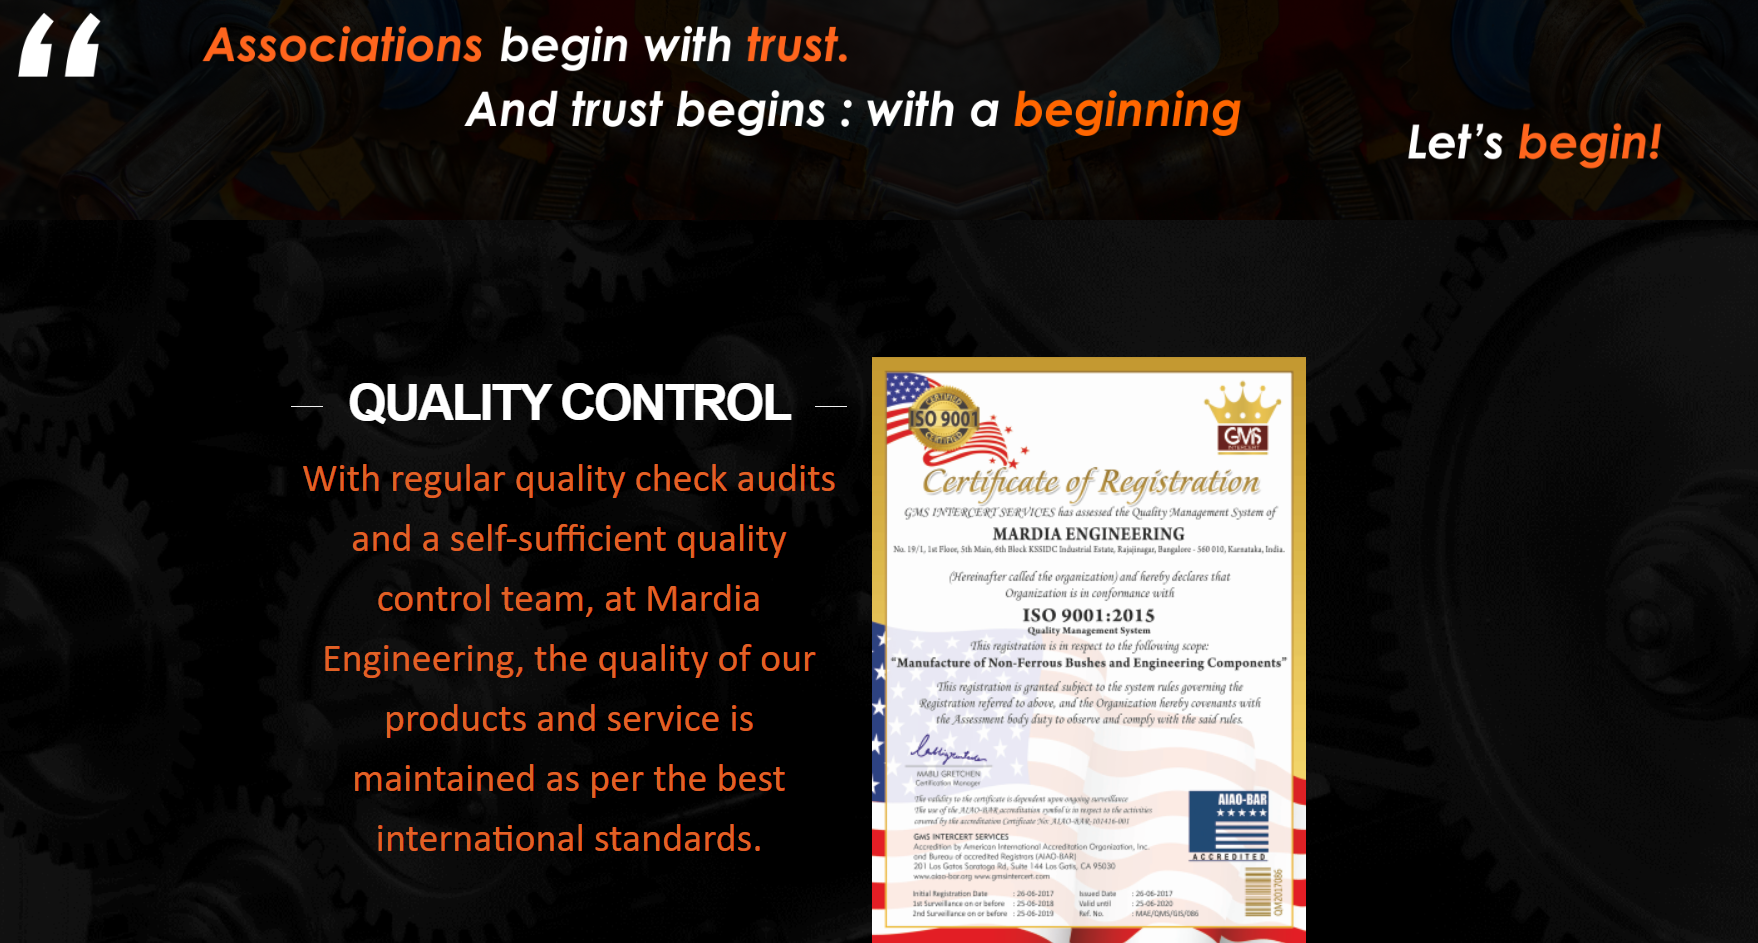 “
Associations begin with trust.
And trust begins : with a beginning
Let’s begin!
QUALITY CONTROL
With regular quality check audits
and a self-sufficient quality
control team, at Mardia
Engineering, the quality of our
products and service is
maintained as per the best
international standards.
CERTIFIED
ISO 9001
CERTIFIED
GMS
Certificate of Registration
GMS INTERCERT SERVICES has assessed the Quality Management System of
MARDIA ENGINEERING
No. 19/1, 1st Floor, 5th Main, 6th Block KSSIDC Industrial Estate, Rajajinagar, Bangalore - 560 010, Karnataka, India.
(Hereinafter called the organization) and hereby declares that
Organization is in conformance with
ISO 9001:2015
Quality Management System
This registration is in respect to the following scope:
“Manufacture of Non-Ferrous Bushes and Engineering Components”
This registration is granted subject to the system rules governing the
Registration referred to above, and the Organization hereby covenants with
the Assessment body duty to observe and comply with the said rules.
MABLI GRETCHEN
Certification Manager
The validity to the certificate is dependent upon ongoing surveillance
The use of the AIAO-BAR accreditation symbol is in respect to the activities
covered by the accreditation Certificate No: AIAO-BAR-101416-001
GMS INTERCERT SERVICES
Accredition by American International Accreditation Organization, Inc.
and Bureau of accredited Registrars (AIAO-BAR)
201 Los Gatos Saratoga Rd, Suite 144 Los Gatis, CA 95030
www.aiao-bar.org www.gmsintercert.com
AIAO-BAR
ACCREDITED
Initial Registration Date : 26-06-2017 Issued Date : 26-06-2017
1st Surveillance on or before : 25-06-2018 Valid until : 25-06-2020
2nd Surveillance on or before : 25-06-2019 Ref. No. : MAE/QMS/GIS/086
QM2017086